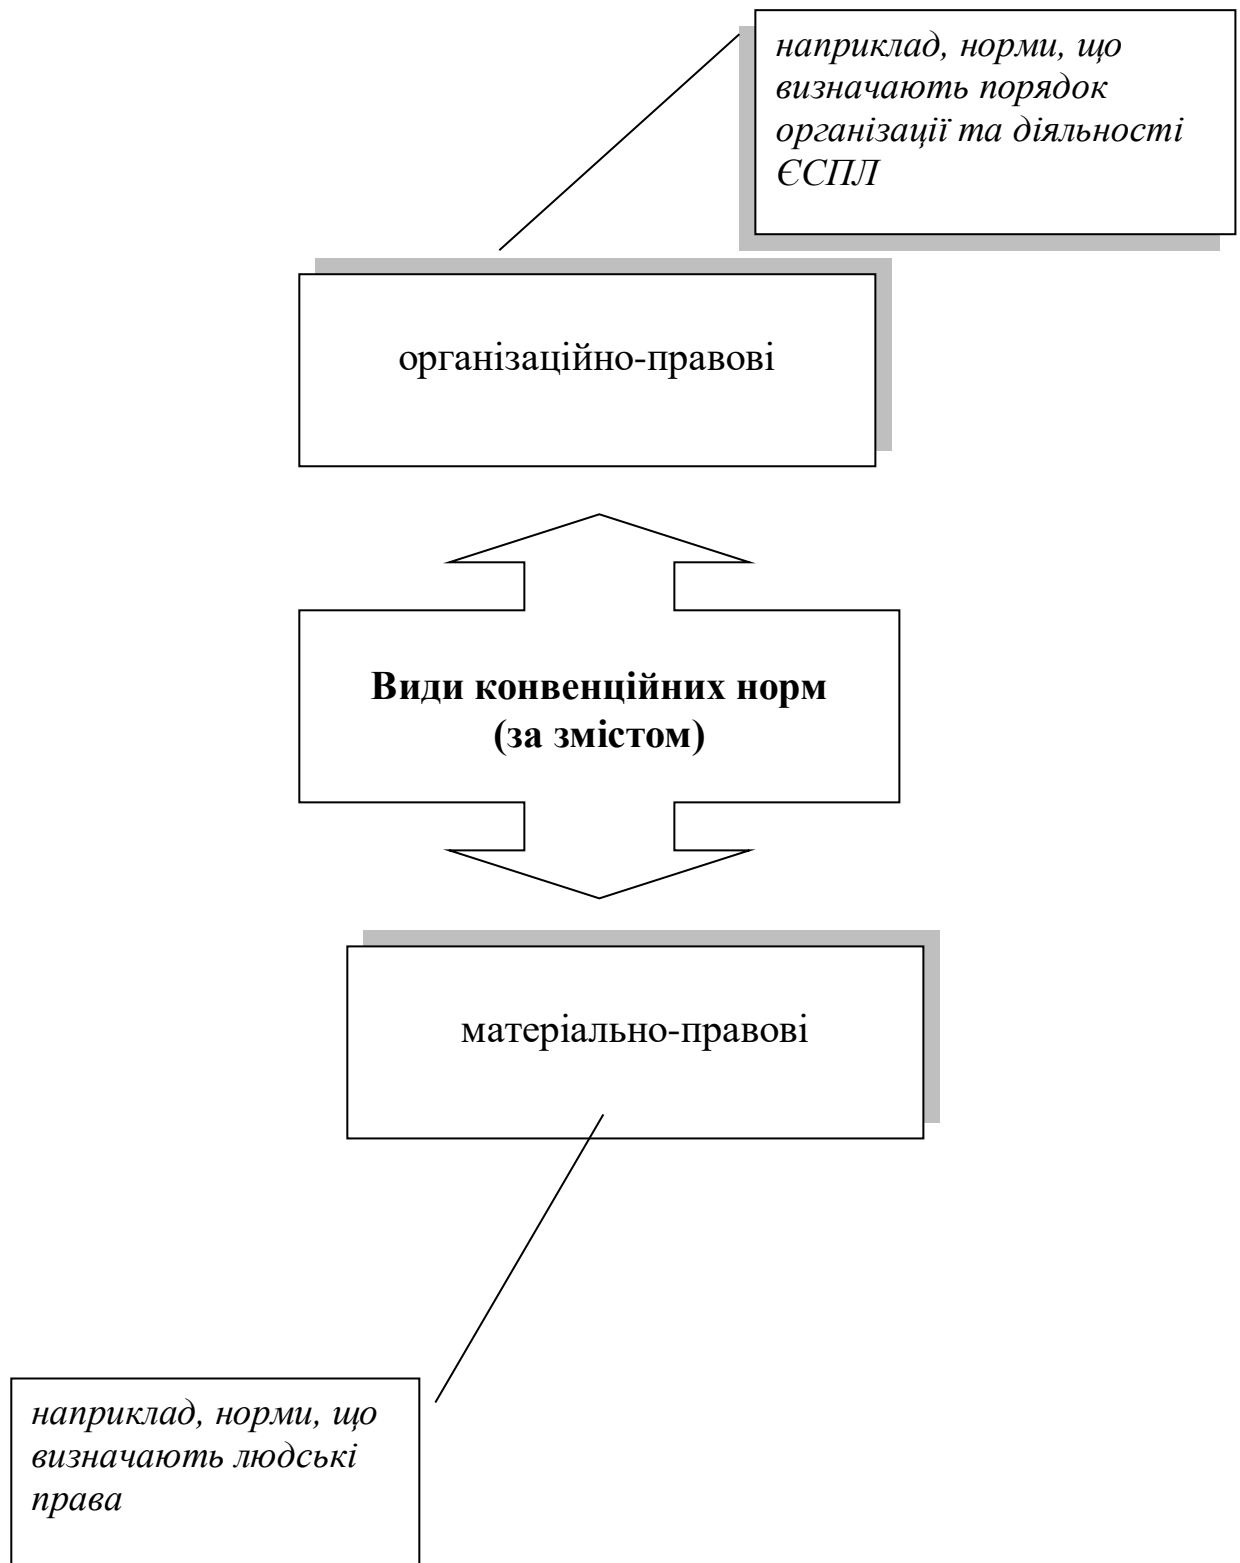 наприклад, норми, що
визначають порядок
організації та діяльності
ЄСПЛ
організаційно-правові
Види конвенційних норм
(за змістом)
матеріально-правові
наприклад, норми, що
визначають людські
права